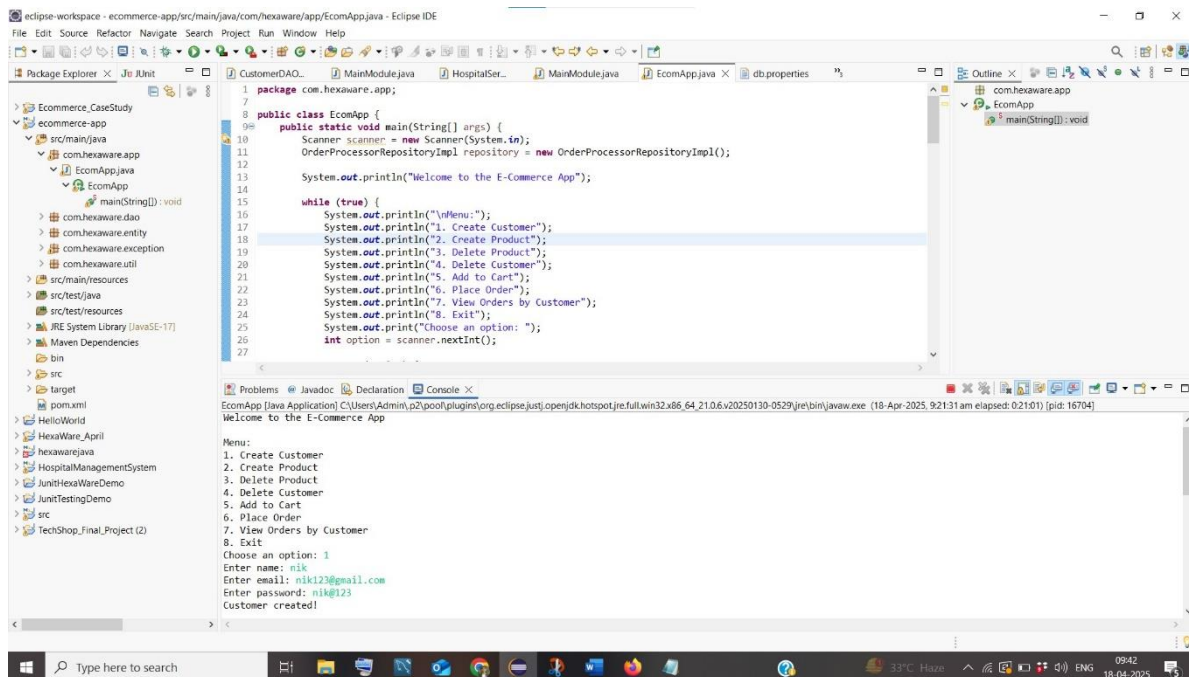 eclipse-workspace - ecommerce-app/src/main/java/com/hexaware/app/EcomApp.java - Eclipse IDE
File Edit Source Refactor Navigate Search Project Run Window Help
Package Explorer
JUnit
Ecommerce_CaseStudy
ecommerce-app
src/main/java
com.hexaware.app
EcomApp.java
EcomApp
main(String[]) : void
com.hexaware.dao
com.hexaware.entity
com.hexaware.exception
com.hexaware.util
src/main/resources
src/test/java
src/test/resources
JRE System Library [JavaSE-17]
Maven Dependencies
bin
src
target
pom.xml
HelloWorld
HexaWare_April
hexawarejava
HospitalManagementSystem
JunitHexaWareDemo
JunitTestingDemo
src
TechShop_Final_Project (2)
CustomerDAO... MainModule.java HospitalSer... MainModule.java EcomApp.java db.properties
1 package com.hexaware.app;
7
8 public class EcomApp {
9 public static void main(String[] args) {
10 Scanner scanner = new Scanner(System.in);
11 OrderProcessorRepositoryImpl repository = new OrderProcessorRepositoryImpl();
12
13 System.out.println("Welcome to the E-Commerce App");
14
15 while (true) {
16 System.out.println("\nMenu:");
17 System.out.println("1. Create Customer");
18 System.out.println("2. Create Product");
19 System.out.println("3. Delete Product");
20 System.out.println("4. Delete Customer");
21 System.out.println("5. Add to Cart");
22 System.out.println("6. Place Order");
23 System.out.println("7. View Orders by Customer");
24 System.out.println("8. Exit");
25 System.out.print("Choose an option: ");
26 int option = scanner.nextInt();
27
Outline
com.hexaware.app
EcomApp
main(String[]) : void
Problems Javadoc Declaration Console
EcomApp [Java Application] C:\Users\Admin\.p2\pool\plugins\org.eclipse.justj.openjdk.hotspot.jre.full.win32.x86_64_21.0.6.v20250130-0529\jre\bin\javaw.exe (18-Apr-2025, 9:21:31 am elapsed: 0:21:01) [pid: 16704]
Welcome to the E-Commerce App
Menu:
1. Create Customer
2. Create Product
3. Delete Product
4. Delete Customer
5. Add to Cart
6. Place Order
7. View Orders by Customer
8. Exit
Choose an option: 1
Enter name: nik
Enter email: nik123@gmail.com
Enter password: nik@123
Customer created!
Type here to search
33°C Haze
ENG
09:42
18-04-2025